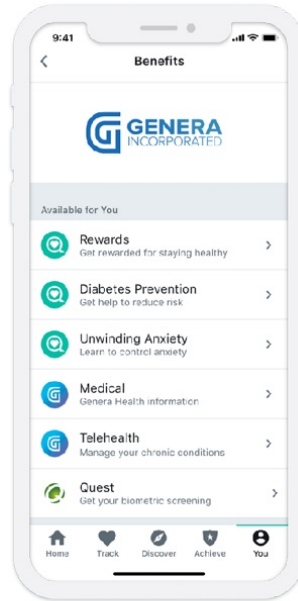 9:41
Benefits
GENERA
INCORPORATED
Available for You
Rewards
Get rewarded for staying healthy
Diabetes Prevention
Get help to reduce risk
Unwinding Anxiety
Learn to control anxiety
Medical
Genera Health information
Telehealth
Manage your chronic conditions
Quest
Get your biometric screening
Home Track Discover Achieve You